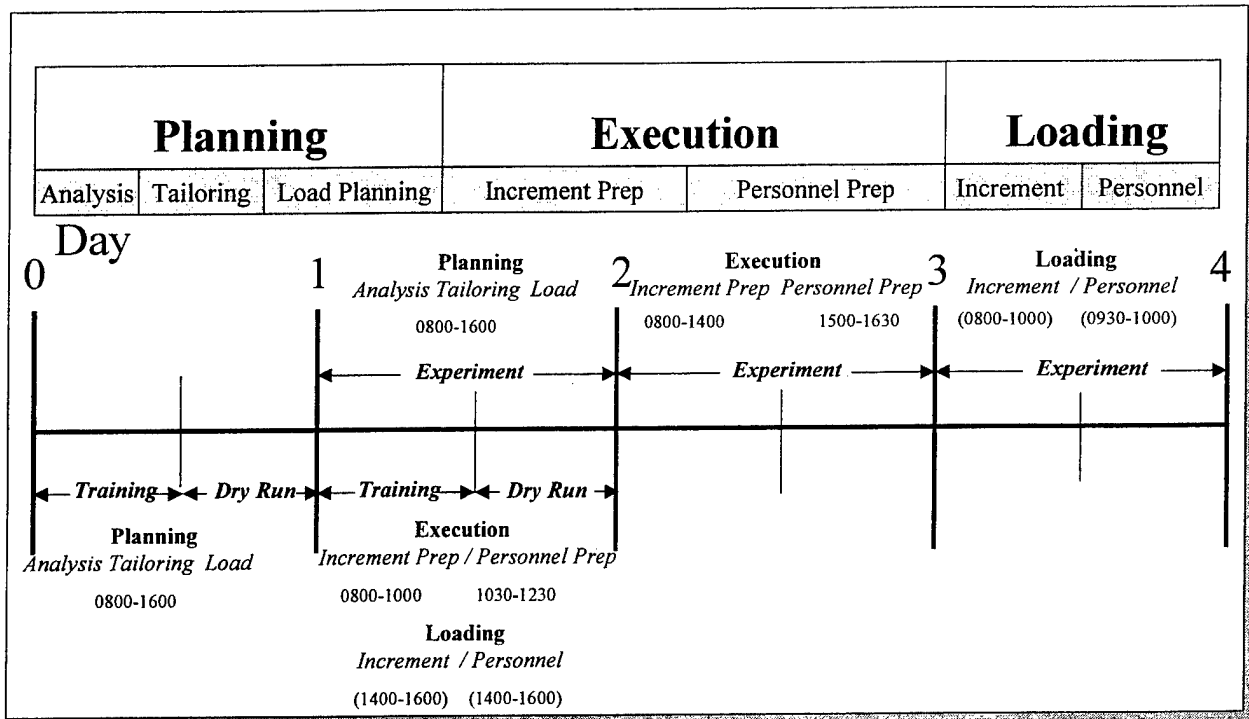 Planning Execution Loading
Analysis Tailoring Load Planning Increment Prep Personnel Prep Increment Personnel
Day
0 1 2 3 4
Planning Execution Loading
Analysis Tailoring Load Increment Prep Personnel Prep Increment / Personnel
0800-1600 0800-1400 1500-1630 (0800-1000) (0930-1000)
Experiment Experiment Experiment
Training Dry Run Training Dry Run
Planning Execution
Analysis Tailoring Load Increment Prep / Personnel Prep
0800-1600 0800-1000 1030-1230
Loading
Increment / Personnel
(1400-1600) (1400-1600)